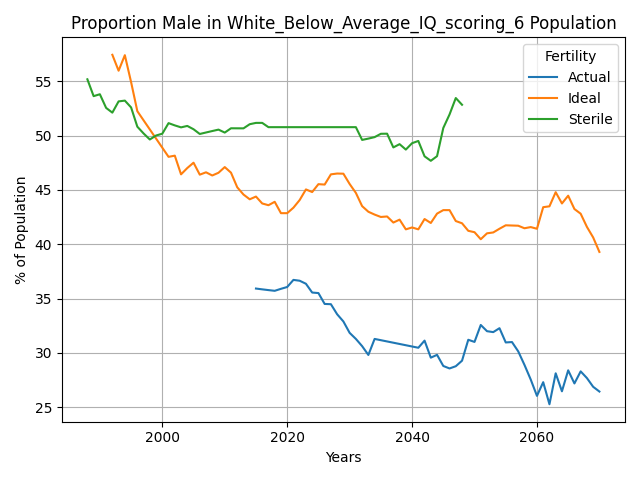 Proportion Male in White_Below_Average_IQ_scoring_6 Population
Fertility
Actual
Ideal
Sterile
% of Population
55
50
45
40
35
30
25
2000
2020
2040
2060
Years